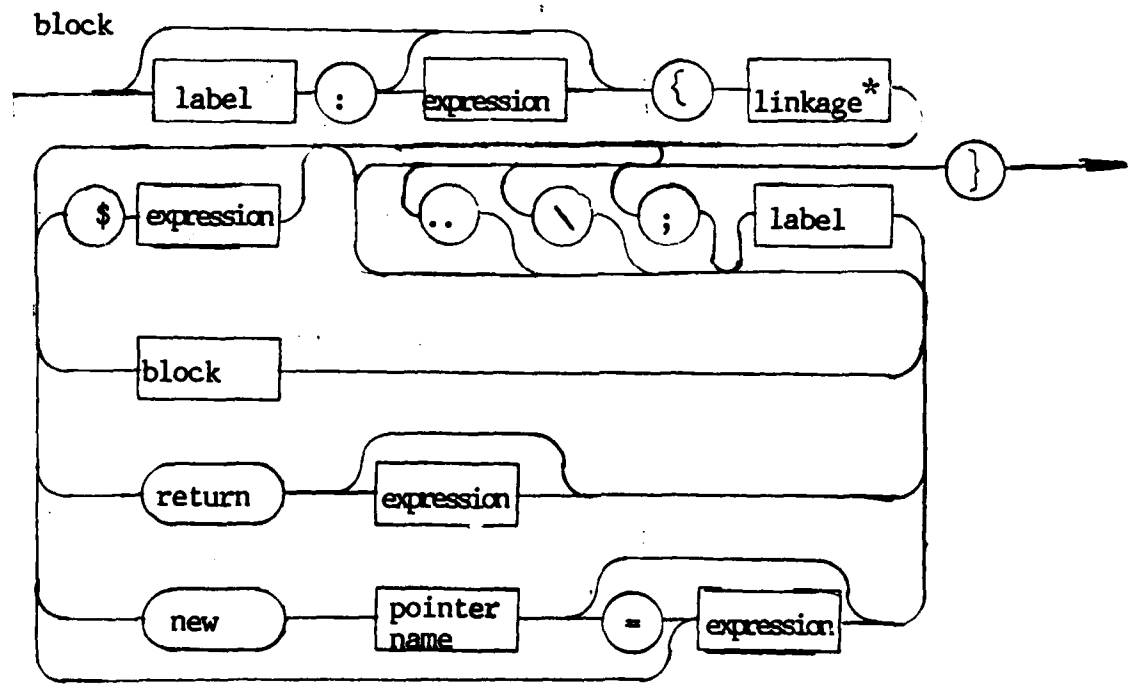 block
label : expression { linkage*
}
$ expression .. \ ; label
block
return expression
new pointer name = expression